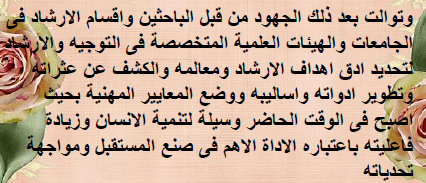 وتوالت بعد ذلك الجهود من قبل الباحثين واقسام الارشاد فى
الجامعات والهيئات العلمية المتخصصة فى التوجيه والارشاد
لتحديد ادق اهداف الارشاد ومعالمه والكشف عن عثراته
وتطوير ادواته واساليبه ووضع المعايير المهنية بحيث
اصبح فى الوقت الحاضر وسيلة لتنمية الانسان وزيادة
فاعليته باعتباره الاداة الاهم فى صنع المستقبل ومواجهة
تحدياته